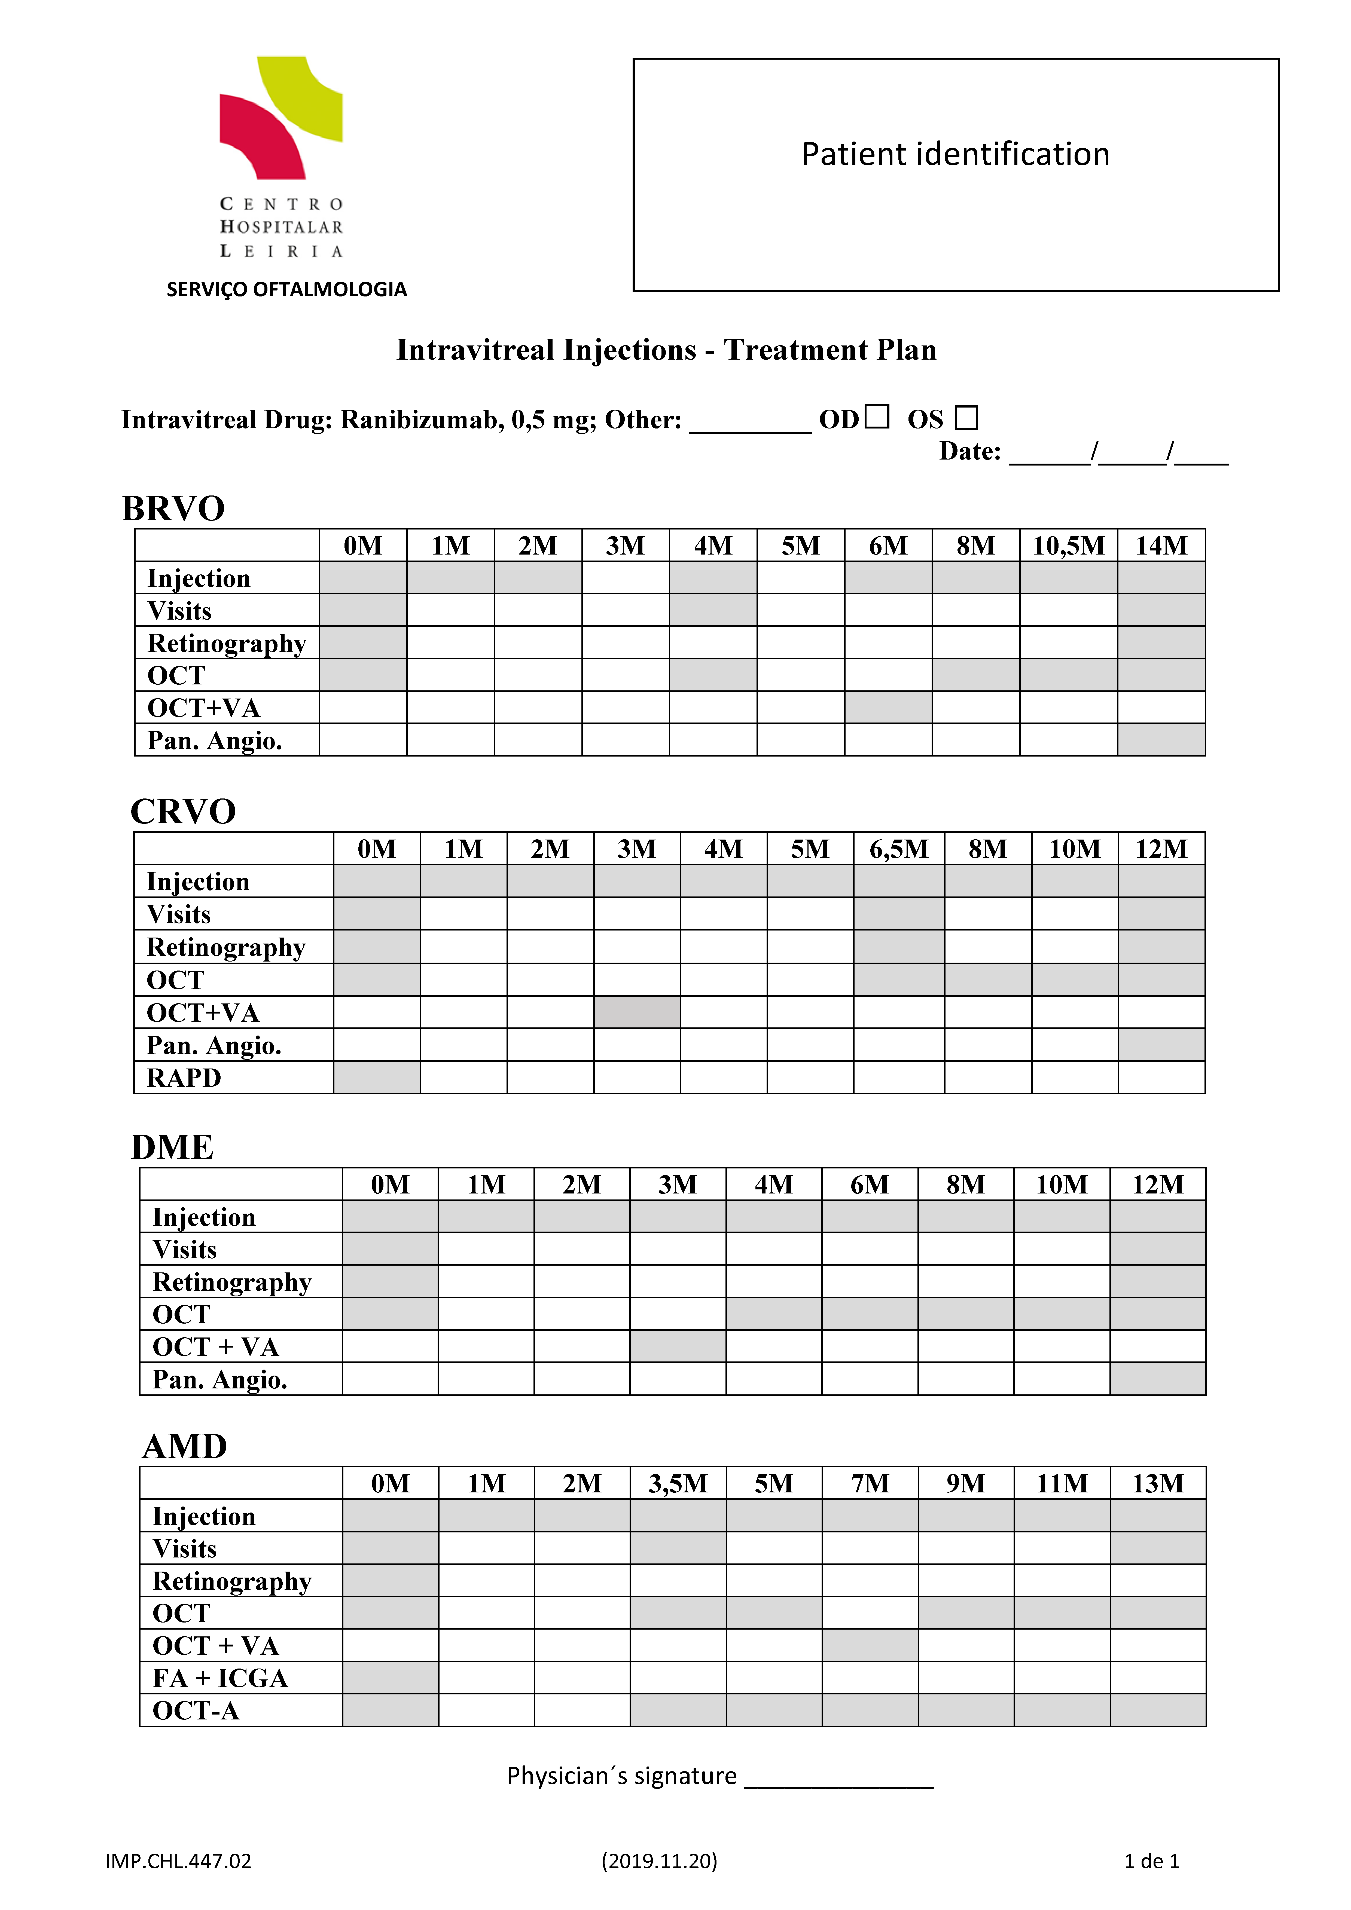 Patient identification
CENTRO
HOSPITALAR
LEIRIA
SERVIÇO OFTALMOLOGIA
Intravitreal Injections - Treatment Plan
Intravitreal Drug: Ranibizumab, 0,5 mg; Other: _________ OD☐ OS ☐
Date: ______/_____/____
BRVO
0M 1M 2M 3M 4M 5M 6M 8M 10,5M 14M
Injection
Visits
Retinography
OCT
OCT+VA
Pan. Angio.
CRVO
0M 1M 2M 3M 4M 5M 6,5M 8M 10M 12M
Injection
Visits
Retinography
OCT
OCT+VA
Pan. Angio.
RAPD
DME
0M 1M 2M 3M 4M 6M 8M 10M 12M
Injection
Visits
Retinography
OCT
OCT + VA
Pan. Angio.
AMD
0M 1M 2M 3,5M 5M 7M 9M 11M 13M
Injection
Visits
Retinography
OCT
OCT + VA
FA + ICGA
OCT-A
Physician´s signature _______________
IMP.CHL.447.02 (2019.11.20) 1 de 1